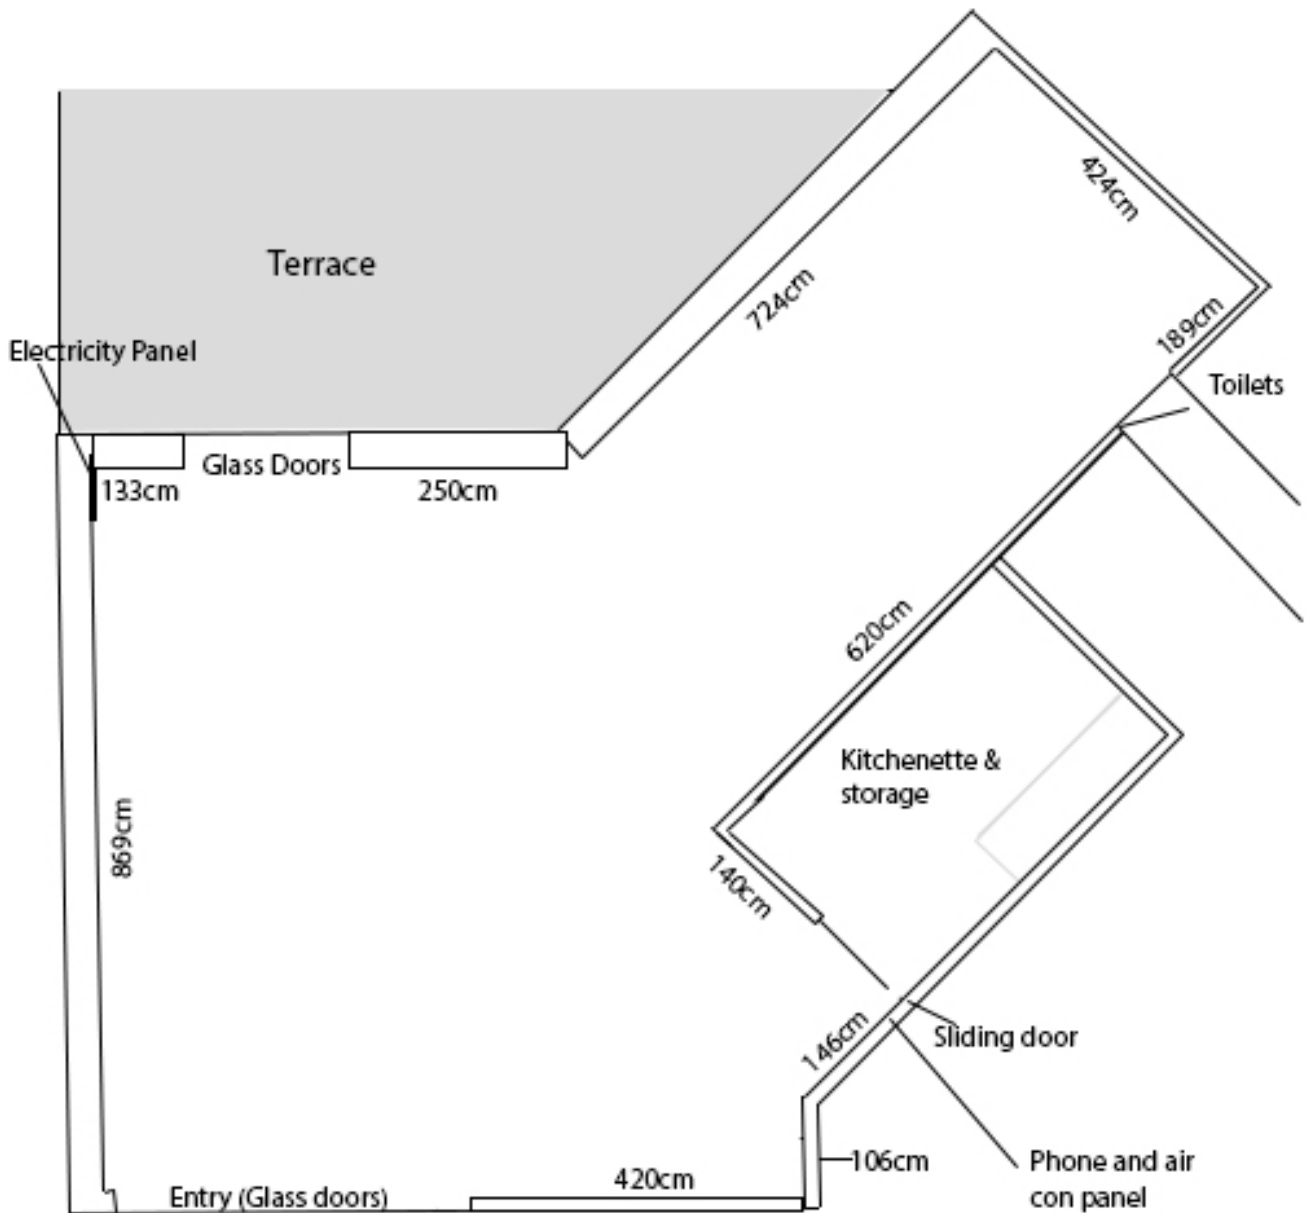 424cm
Terrace
724cm
189cm
Electricity Panel
Toilets
Glass Doors
133cm
250cm
620cm
Kitchenette &
storage
869cm
140cm
146cm
Sliding door
106cm
Phone and air
con panel
420cm
Entry (Glass doors)